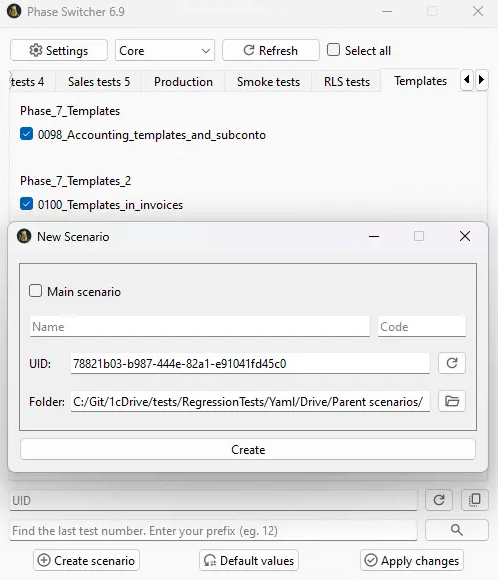 Phase Switcher 6.9
Settings Core Refresh Select all
tests 4 Sales tests 5 Production Smoke tests RLS tests Templates
Phase_7_Templates
0098_Accounting_templates_and_subconto
Phase_7_Templates_2
0100_Templates_in_invoices
New Scenario
Main scenario
Name Code
UID: 78821b03-b987-444e-82a1-e91041fd45c0
Folder: C:/Git/1cDrive/tests/RegressionTests/Yaml/Drive/Parent scenarios/
Create
UID
Find the last test number. Enter your prefix (eg. 12)
Create scenario Default values Apply changes